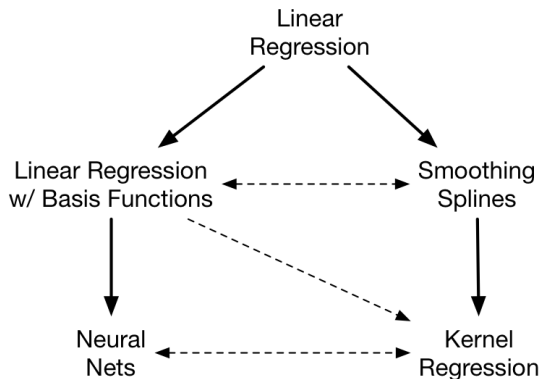 Linear
Regression
Linear Regression
w/ Basis Functions
Smoothing
Splines
Neural
Nets
Kernel
Regression